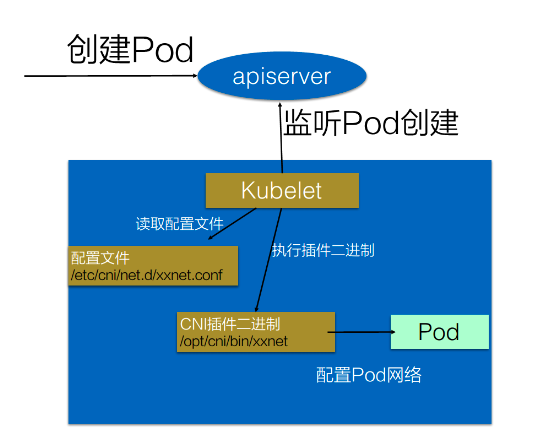 创建Pod
apiserver
监听Pod创建
Kubelet
读取配置文件
执行插件二进制
配置文件
/etc/cni/net.d/xxnet.conf
CNI插件二进制
/opt/cni/bin/xxnet
Pod
配置Pod网络